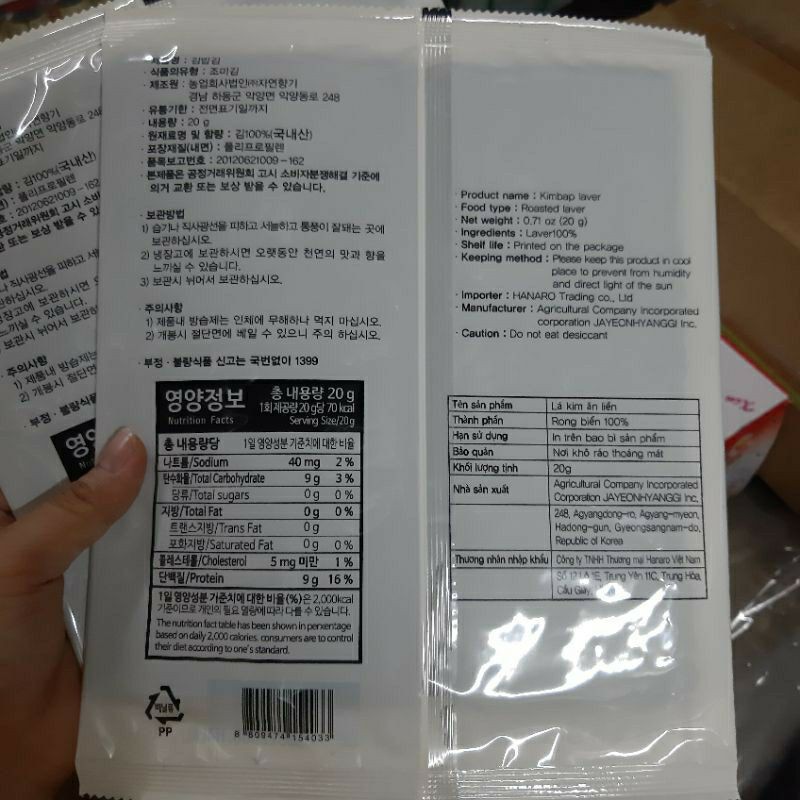 · 식품의유형 : 조미김
· 제조원 : 농업회사법인㈜자연향기
경남 하동군 악양면 악양동로 248
· 유통기한 : 전면표기일까지
· 내용량 : 20 g
· 원재료명 및 함량 : 김100%(국내산)
· 포장재질(내면) : 폴리프로필렌
· 품목보고번호 : 20120621009-162
· 본제품은 공정거래위원회 고시 소비자분쟁해결 기준에
의거 교환 또는 보상 받을 수 있습니다.
· 보관방법
1) 습기나 직사광선을 피하고 서늘하고 통풍이 잘돼는 곳에
보관하십시오.
2) 냉장고에 보관하시면 오랫동안 천연의 맛과 향을
느끼실 수 있습니다.
3) 보관시 뉘어서 보관하십시오.
· 주의사항
1) 제품내 방습제는 인체에 무해하나 먹지 마십시오.
2) 개봉시 절단면에 베일 수 있으니 주의 하십시오.
· 부정 · 불량식품 신고는 국번없이 1399
영양정보
Nutrition Facts
총 내용량 20 g
1회 제공량 20 g당 70 kcal
Serving Size/20g
총 내용량당 1일 영양성분 기준치에 대한 비율
나트륨/Sodium 40 mg 2 %
탄수화물/Total Carbohydrate 9 g 3 %
당류/Total sugars 0 g 0 %
지방/Total Fat 0 g 0 %
트랜스지방/Trans Fat 0 g
포화지방/Saturated Fat 0 g 0 %
콜레스테롤/Cholesterol 5 mg 미만 1 %
단백질/Protein 9 g 16 %
1일 영양성분 기준치에 대한 비율(%)은 2,000kcal
기준이므로 개인의 필요 열량에 따라 다를 수 있습니다.
The nutrition fact table has been shown in perxentage
based on daily 2,000 calories. consumers are to control
their diet according to one's standard.
비닐류
PP
8 809474 154033
· Product name : Kimbap laver
· Food type : Roasted laver
· Net weight : 0.71 oz (20 g)
· Ingredients : Laver100%
· Shelf life : Printed on the package
· Keeping method : Please keep this product in cool
place to prevent from humidity
and direct light of the sun
· Importer : HANARO Trading co., Ltd
· Manufacturer : Agricultural Company Incorporated
corporation JAYEONHYANGGI Inc.
· Caution : Do not eat desiccant
Tên sản phẩm Lá kim ăn liền
Thành phần Rong biển 100%
Hạn sử dụng In trên bao bì sản phẩm
Bảo quản Nơi khô ráo thoáng mát
Khối lượng tịnh 20g
Nhà sản xuất Agricultural Company Incorporated
Corporation JAYEONHYANGGI Inc.
248, Agyangdong-ro, Agyang-myeon,
Hadong-gun, Gyeongsangnam-do,
Republic of Korea
Thương nhân nhập khẩu Công ty TNHH Thương mại Hanaro Việt Nam
Số 12 Lô 1E, Trung Yên 11C, Trung Hòa,
Cầu Giấy,